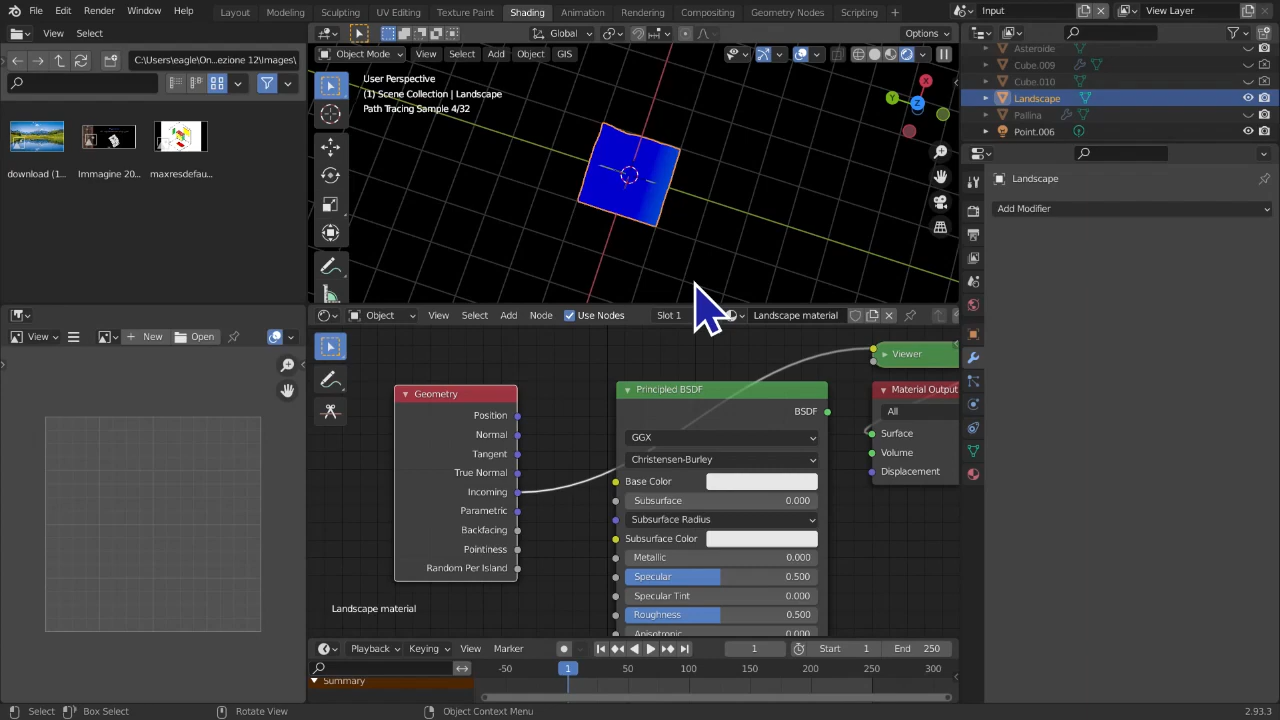 File Edit Render Window Help Layout Modeling Sculpting UV Editing Texture Paint Shading Animation Rendering Compositing Geometry Nodes Scripting + Input View Layer
View Select
C:\Users\eagle\On...ezione 12\Images\
download (1... Immagine 20... maxresdefau...
Global Options
Object Mode View Select Add Object GIS
User Perspective
(1) Scene Collection | Landscape
Path Tracing Sample 4/32
X
Y
Z
Asteroide
Cube.009
Cube.010
Landscape
Pallina
Point.006
Landscape
Add Modifier
View New Open
Object View Select Add Node Use Nodes Slot 1 Landscape material
Geometry
Position
Normal
Tangent
True Normal
Incoming
Parametric
Backfacing
Pointiness
Random Per Island
Principled BSDF
BSDF
GGX
Christensen-Burley
Base Color
Subsurface 0.000
Subsurface Radius
Subsurface Color
Metallic 0.000
Specular 0.500
Specular Tint 0.000
Roughness 0.500
Anisotropic 0.000
Viewer
Material Output
All
Surface
Volume
Displacement
Landscape material
Playback Keying View Marker 1 Start 1 End 250
-50 1 50 100 150 200 250 300
Summary
Select Box Select Rotate View Object Context Menu 2.93.3